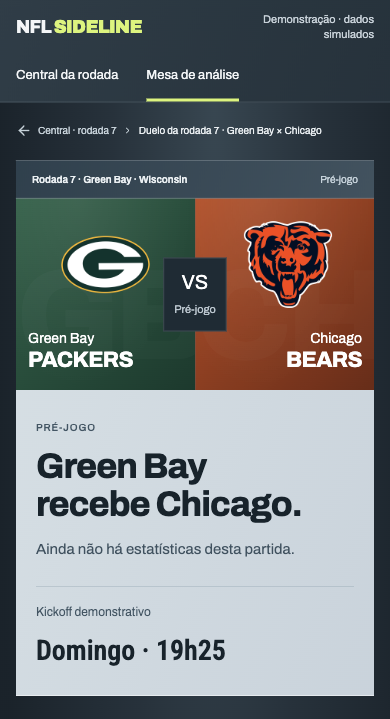 NFL SIDELINE
Demonstração · dados
simulados
Central da rodada
Mesa de análise
← Central · rodada 7 › Duelo da rodada 7 · Green Bay × Chicago
Rodada 7 · Green Bay · Wisconsin
Pré-jogo
G
VS
Pré-jogo
Green Bay
PACKERS
Chicago
BEARS
PRÉ-JOGO
Green Bay
recebe Chicago.
Ainda não há estatísticas desta partida.
Kickoff demonstrativo
Domingo · 19h25